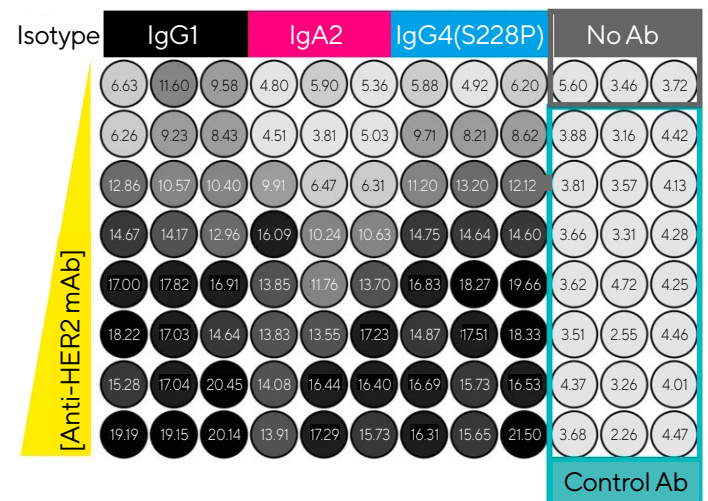 Isotype IgG1 IgA2 IgG4(S228P) No Ab
6.63 11.60 9.58 4.80 5.90 5.36 5.88 4.92 6.20 5.60 3.46 3.72
6.26 9.23 8.43 4.51 3.81 5.03 9.71 8.21 8.62 3.88 3.16 4.42
12.86 10.57 10.40 9.91 6.47 6.31 11.20 13.20 12.12 3.81 3.57 4.13
14.67 14.17 12.96 16.09 10.24 10.63 14.75 14.64 14.60 3.66 3.31 4.28
17.00 17.82 16.91 13.85 11.76 13.70 16.83 18.27 19.66 3.62 4.72 4.25
18.22 17.03 14.64 13.83 13.55 17.23 14.87 17.51 18.33 3.51 2.55 4.46
15.28 17.04 20.45 14.08 16.44 16.40 16.69 15.73 16.53 4.37 3.26 4.01
19.19 19.15 20.14 13.91 17.29 15.73 16.31 15.65 21.50 3.68 2.26 4.47
[Anti-HER2 mAb]
Control Ab